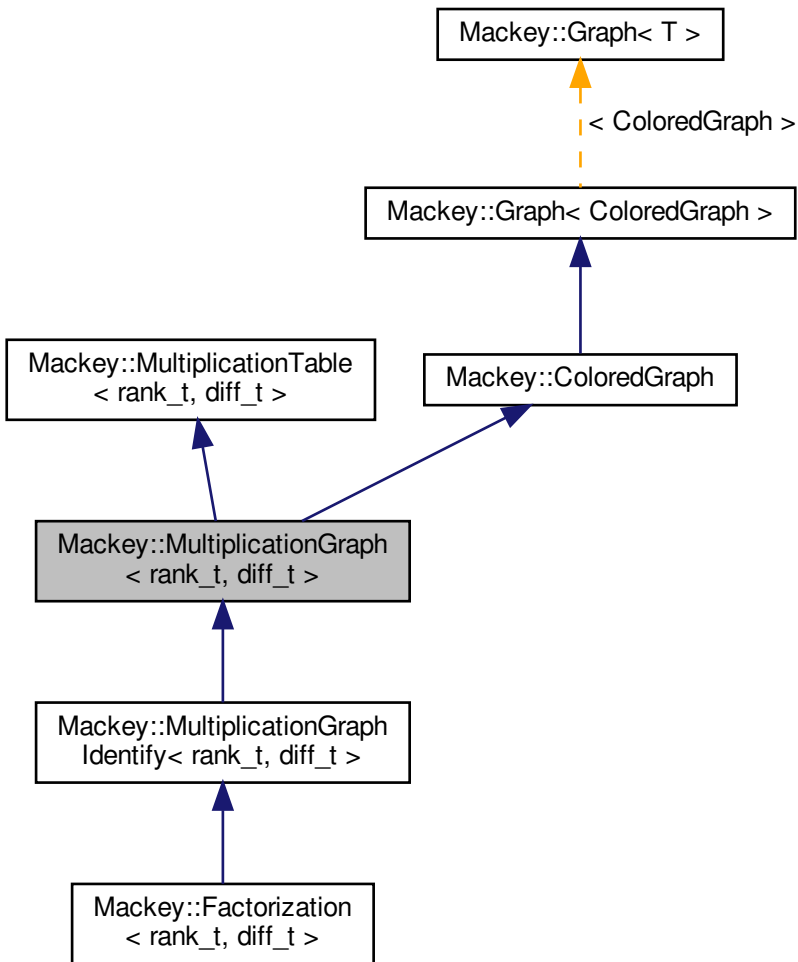 Mackey::Graph< T >
< ColoredGraph >
Mackey::Graph< ColoredGraph >
Mackey::MultiplicationTable
< rank_t, diff_t >
Mackey::ColoredGraph
Mackey::MultiplicationGraph
< rank_t, diff_t >
Mackey::MultiplicationGraph
Identify< rank_t, diff_t >
Mackey::Factorization
< rank_t, diff_t >